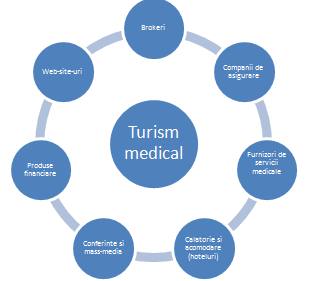 Brokeri
Companii de
asigurare
Furnizori de
servicii
medicale
Calatorie si
acomodare
(hoteluri)
Conferinte si
mass-media
Produse
financiare
Web-site-uri
Turism
medical